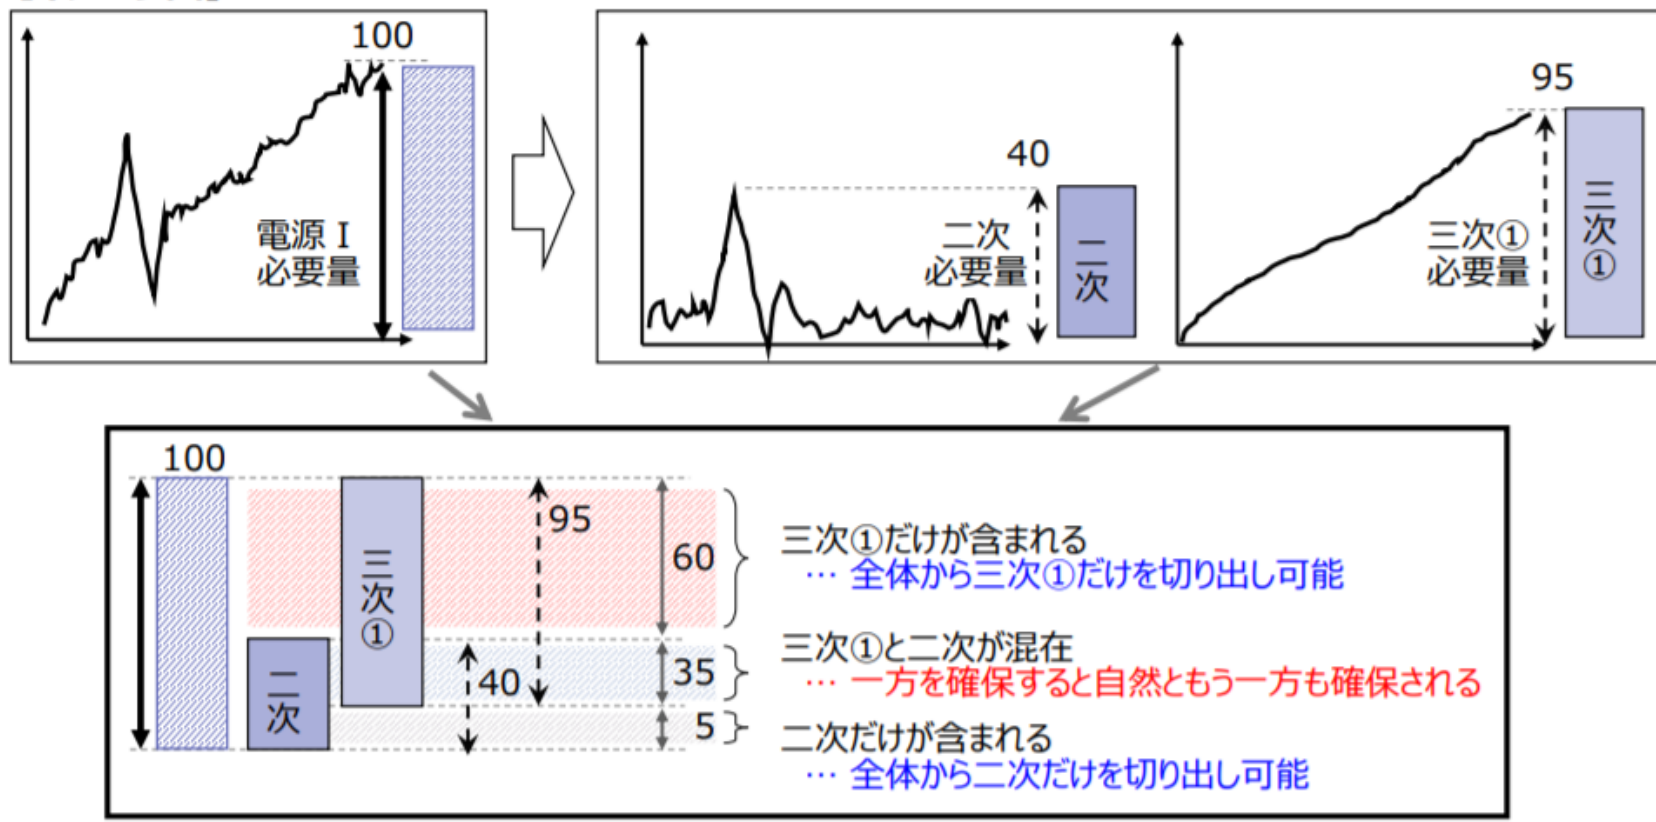 100
電源Ⅰ
必要量
40
二次
必要量
二次
95
三次①
必要量
三次①
100
二次
三次①
40
95
60
35
5
三次①だけが含まれる
… 全体から三次①だけを切り出し可能
三次①と二次が混在
… 一方を確保すると自然ともう一方も確保される
二次だけが含まれる
… 全体から二次だけを切り出し可能